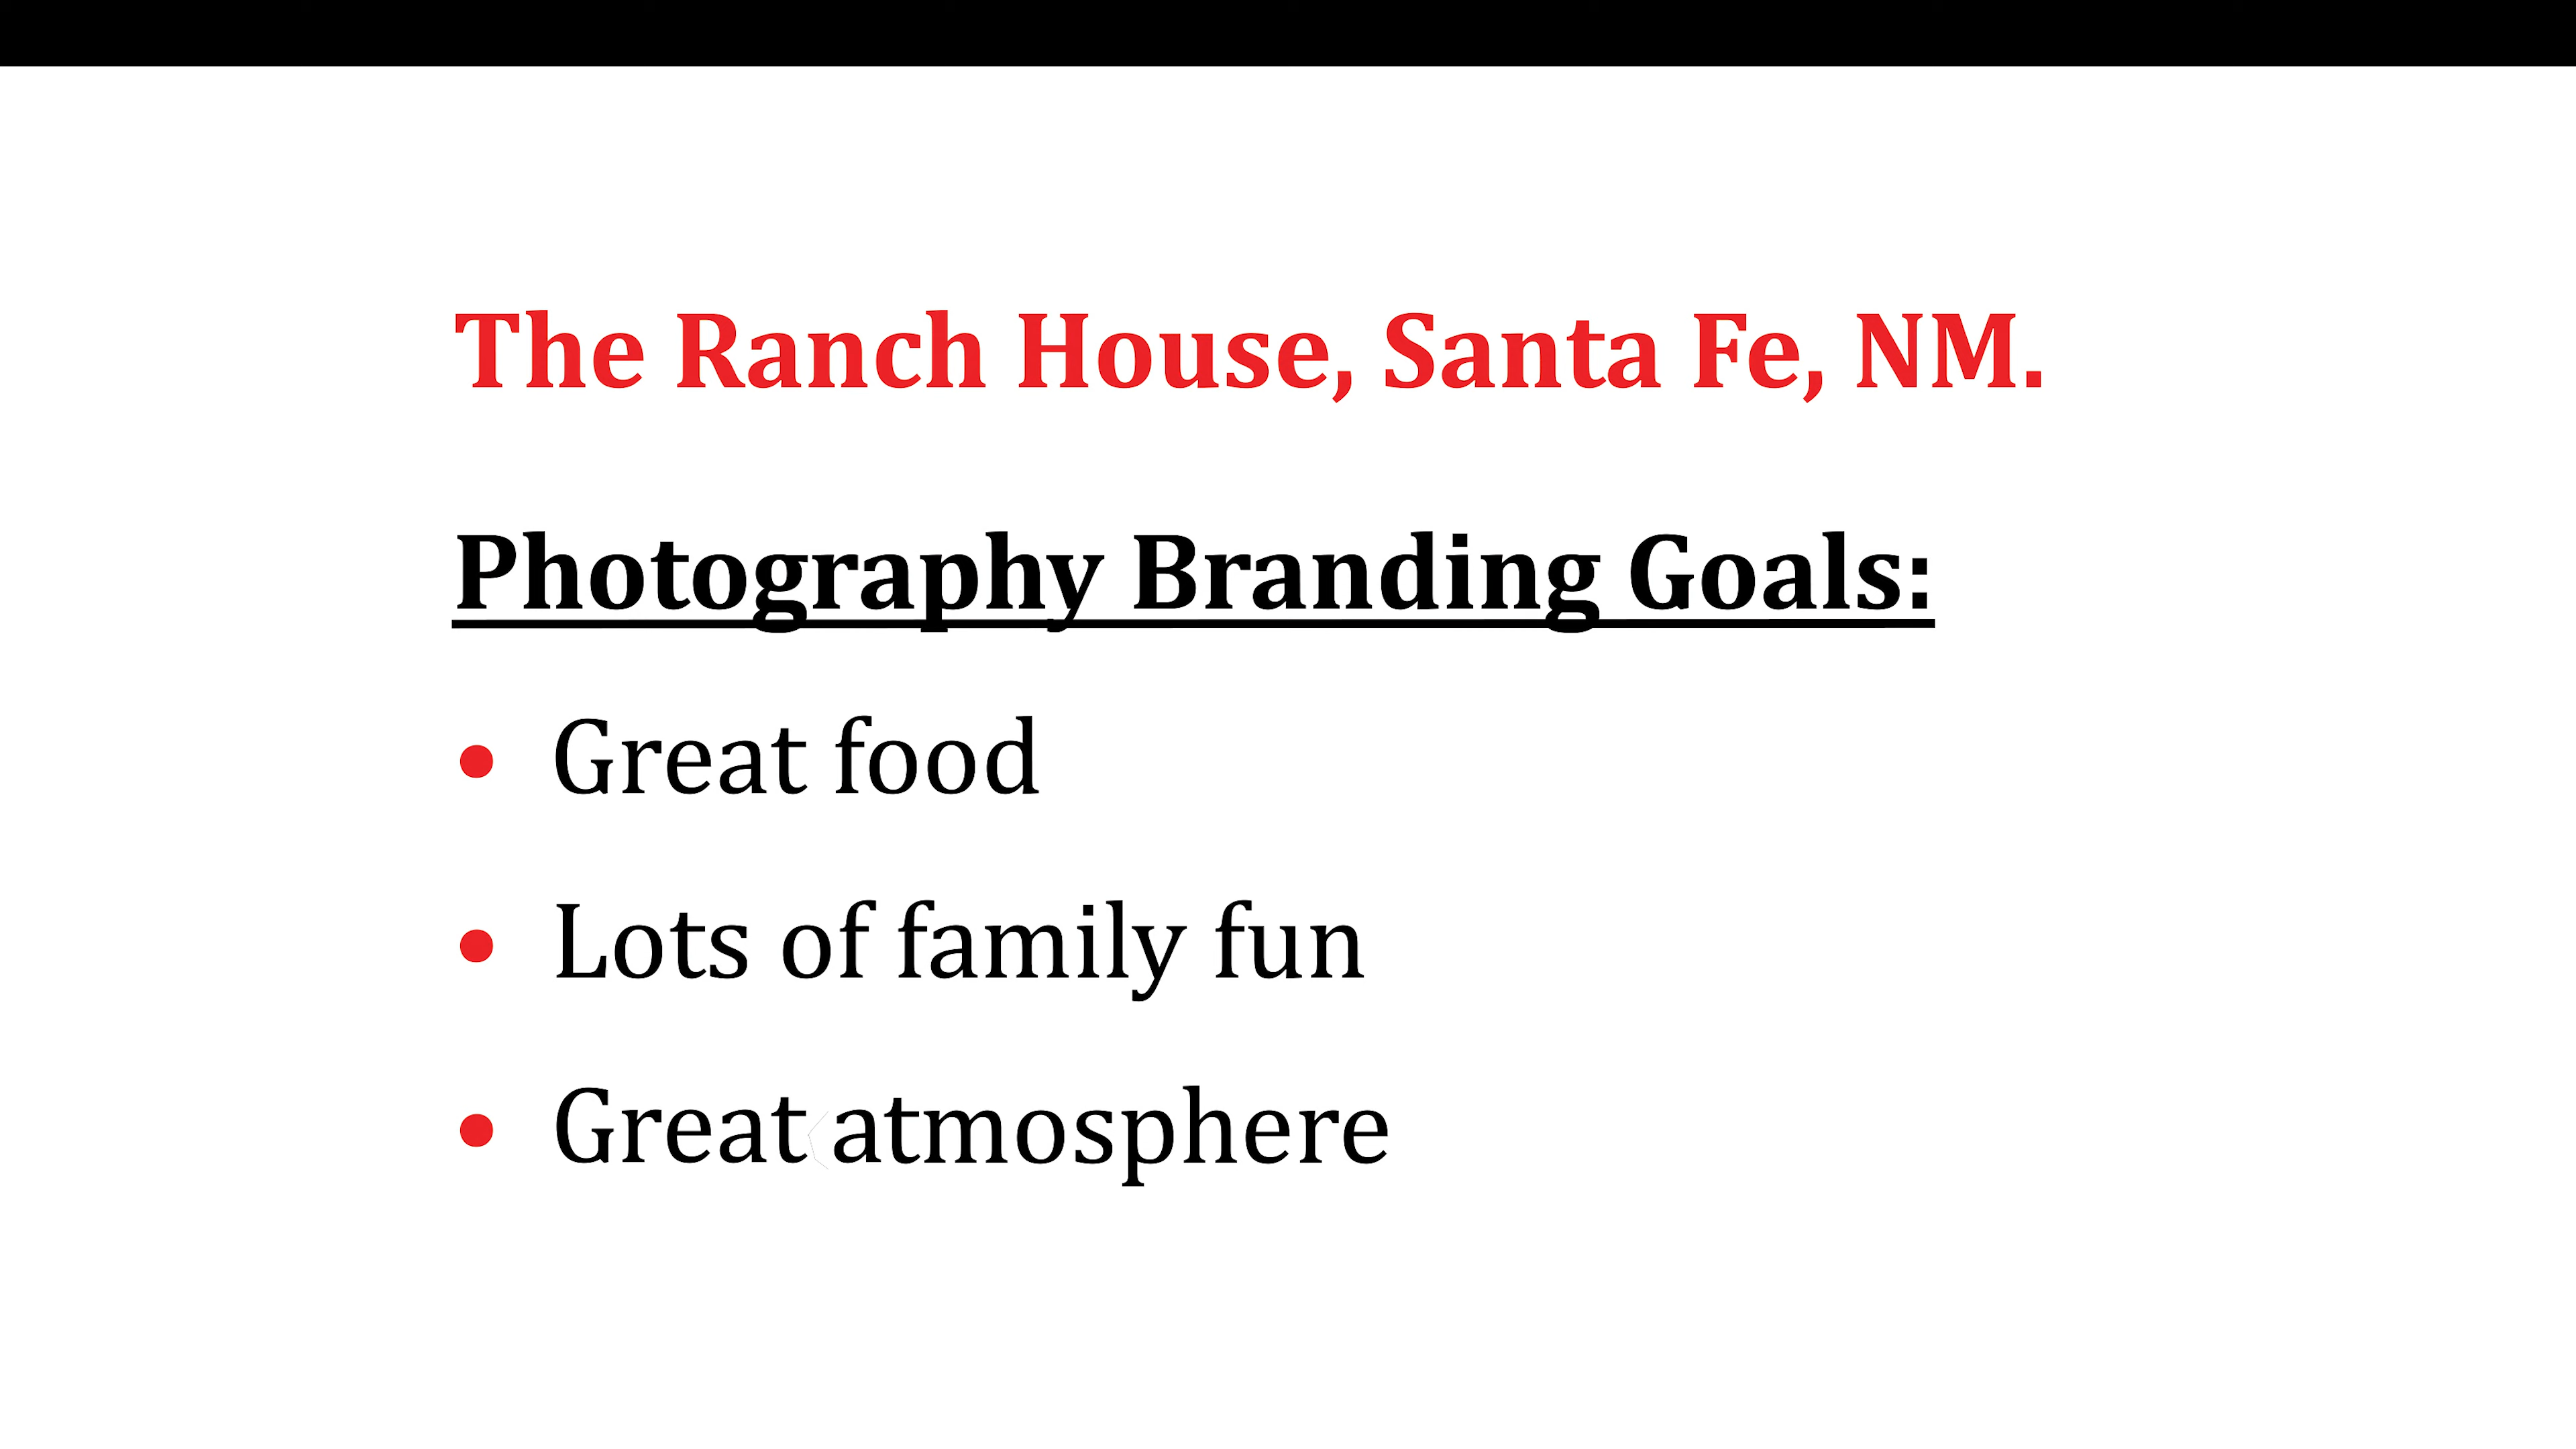 The Ranch House, Santa Fe, NM.
Photography Branding Goals:
• Great food
• Lots of family fun
• Great atmosphere